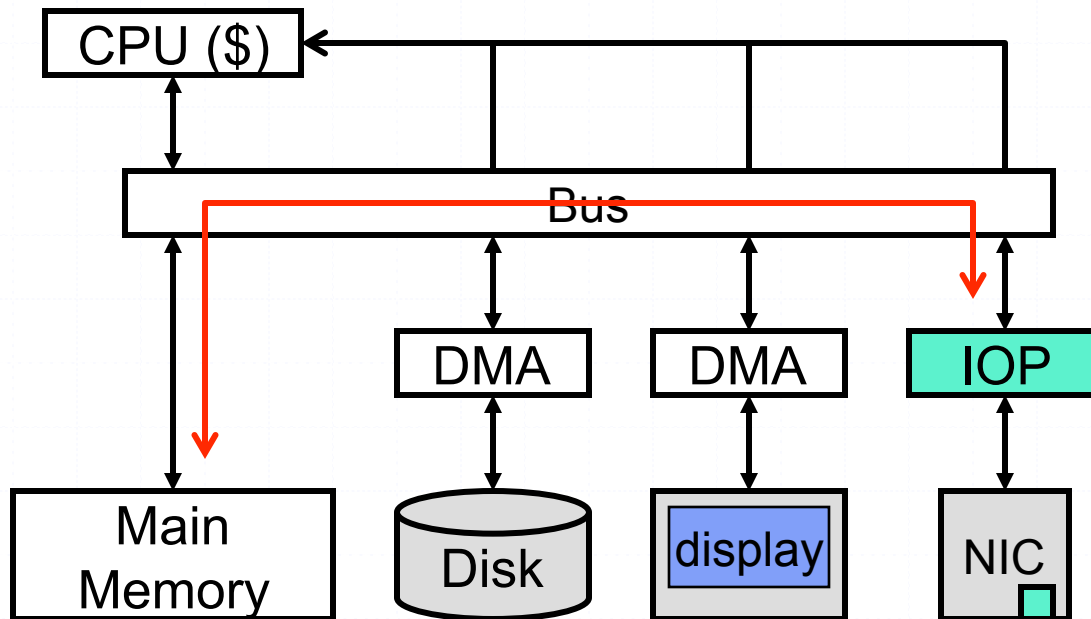 CPU ($)
Bus
DMA
DMA
IOP
Main
Memory
Disk
display
NIC